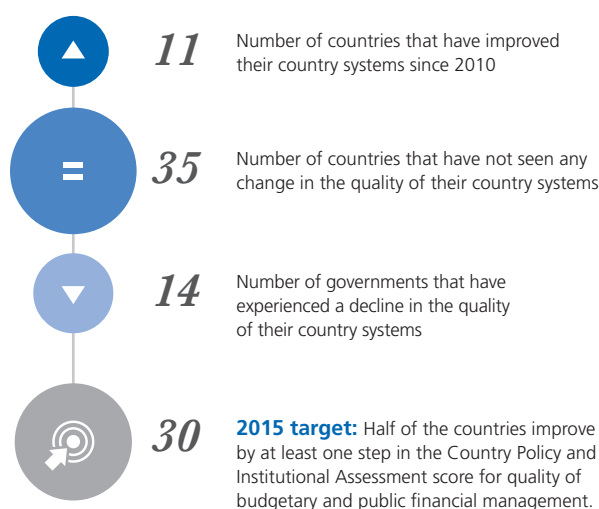 11
Number of countries that have improved
their country systems since 2010
=
35
Number of countries that have not seen any
change in the quality of their country systems
14
Number of governments that have
experienced a decline in the quality
of their country systems
30
2015 target: Half of the countries improve
by at least one step in the Country Policy and
Institutional Assessment score for quality of
budgetary and public financial management.